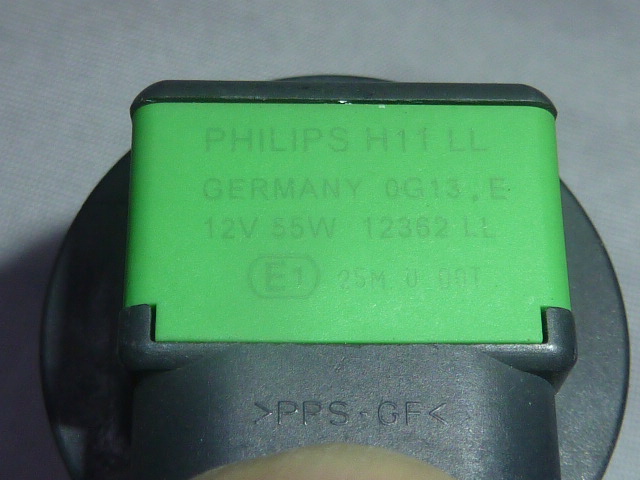 PHILIPS H11 LL
GERMANY 0G13.E
12V 55W 12362 LL
E1 25M 0 00T
>PPS-GF<